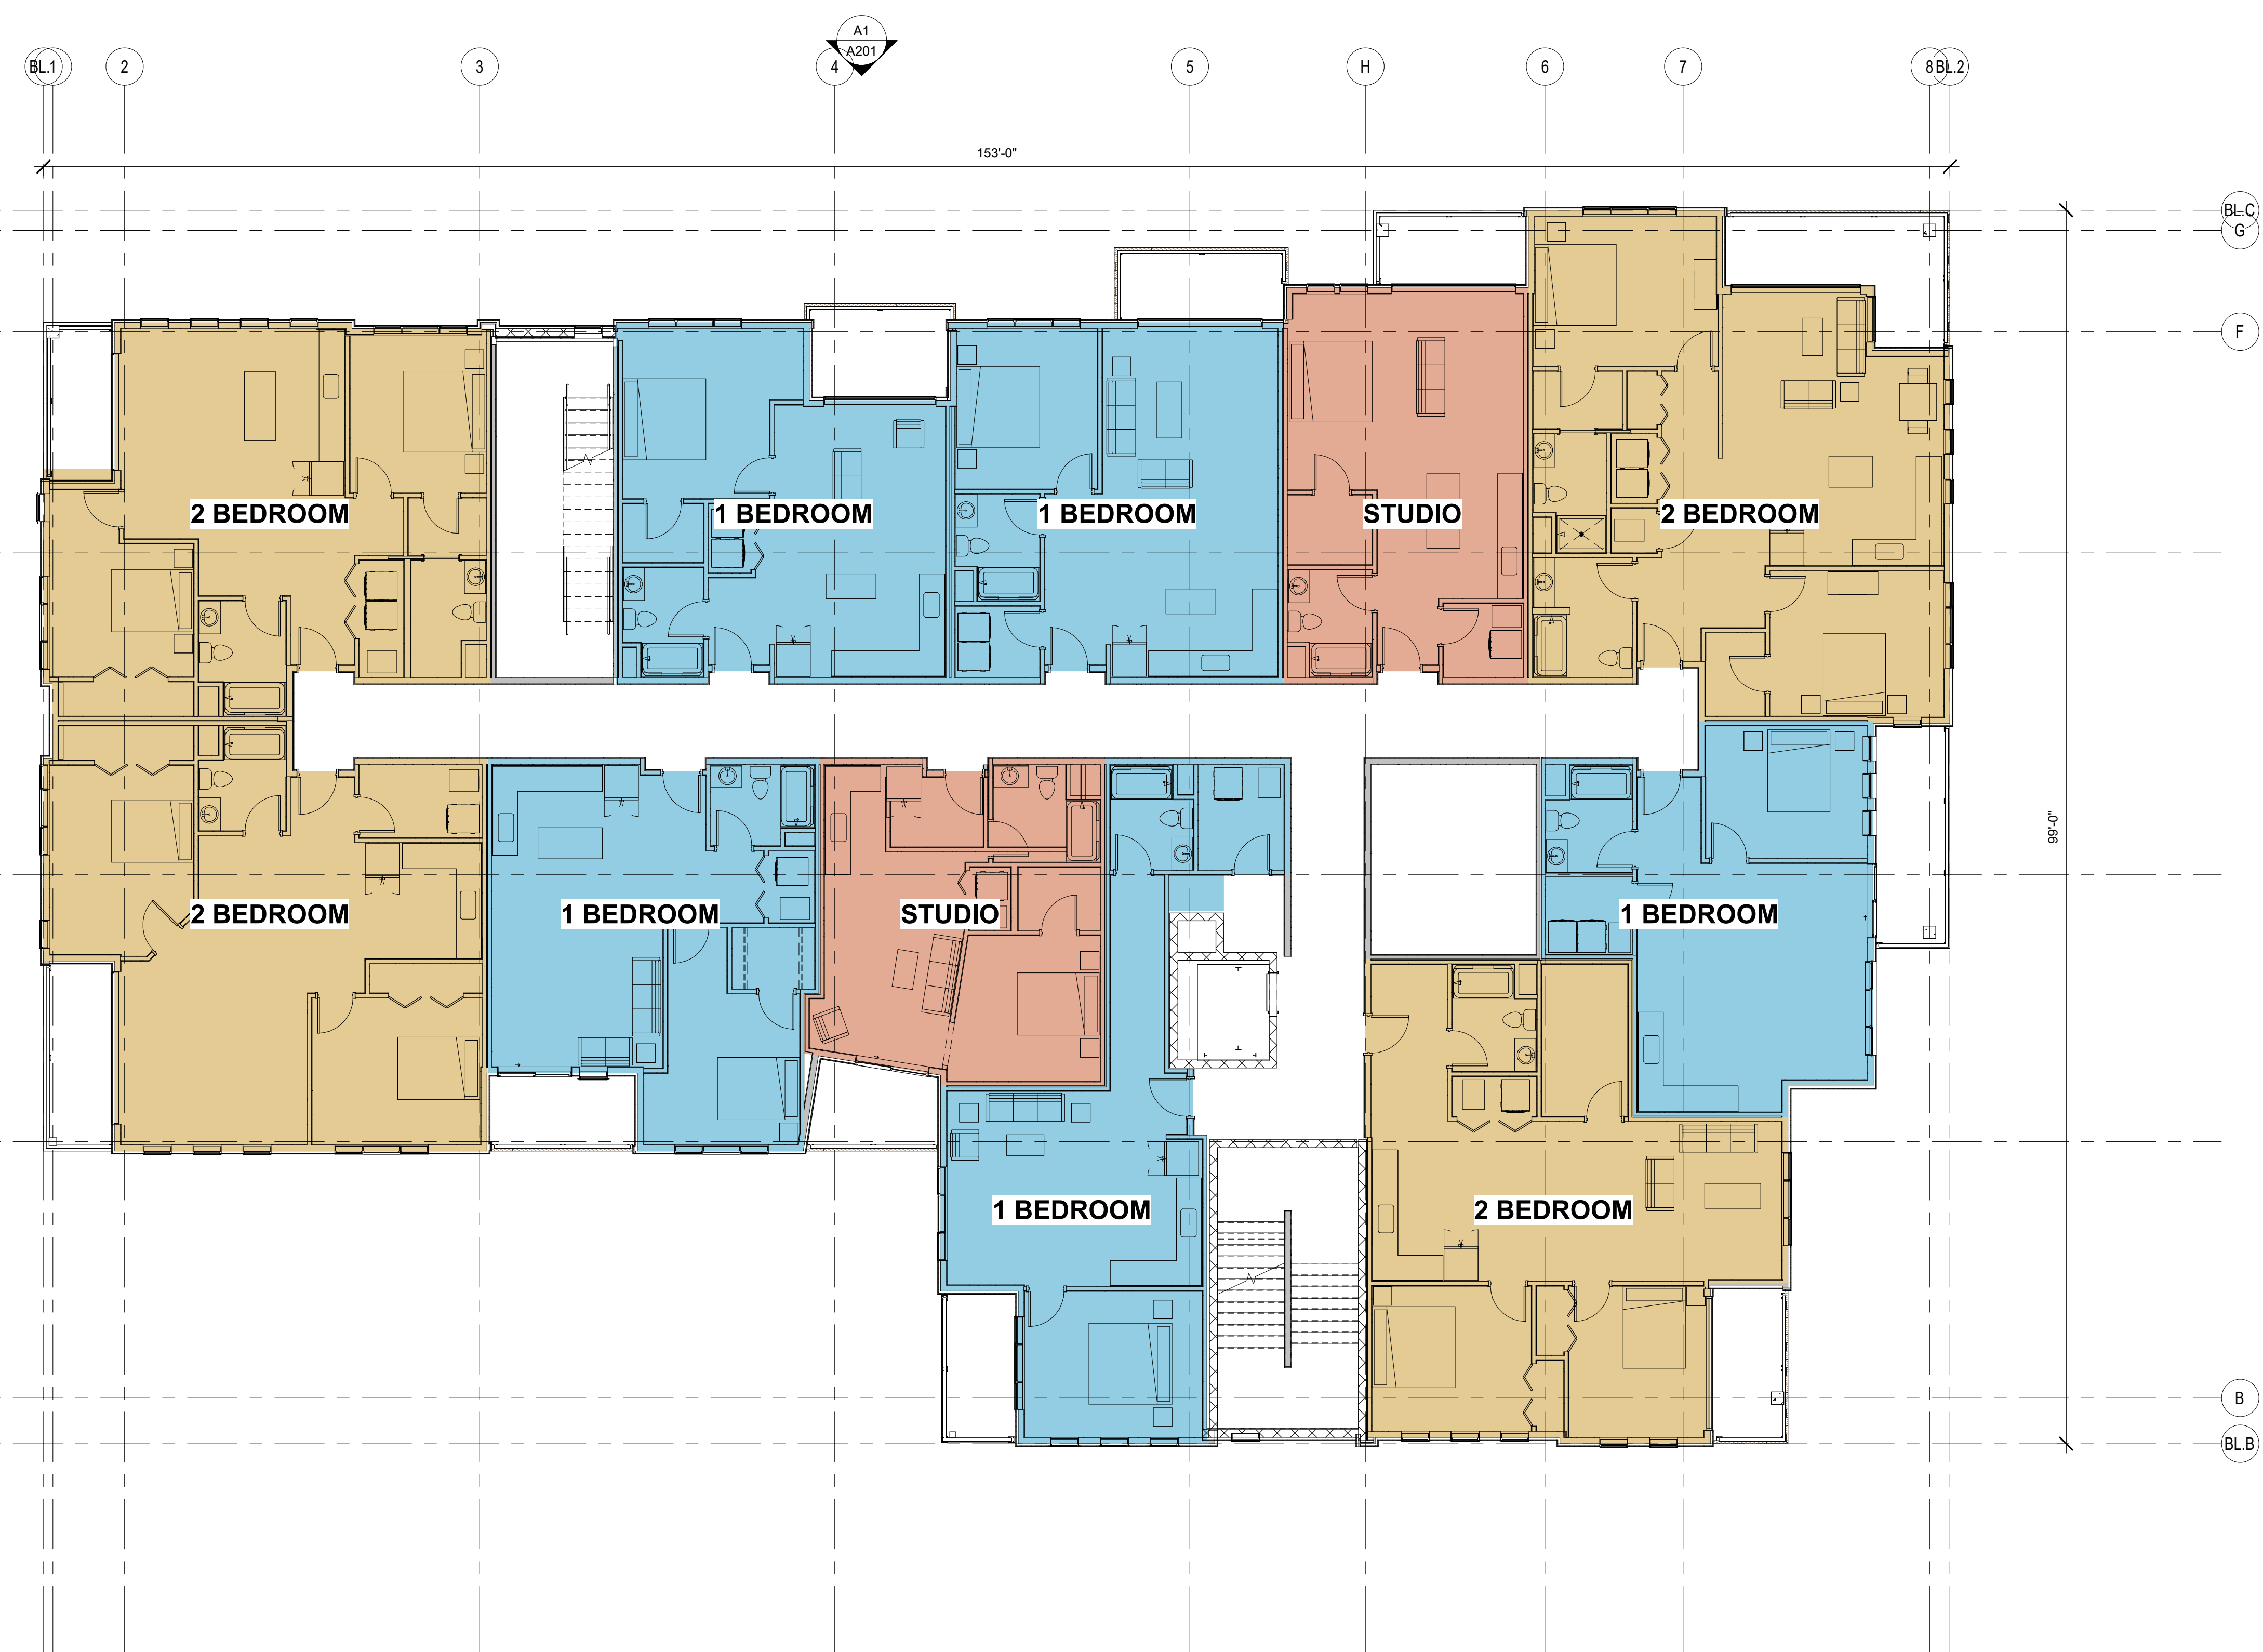 A1
A201
BL.1
2
3
4
5
H
6
7
8
BL.2
153'-0"
BL.C
G
F
2 BEDROOM
1 BEDROOM
1 BEDROOM
STUDIO
2 BEDROOM
99'-0"
2 BEDROOM
1 BEDROOM
STUDIO
1 BEDROOM
1 BEDROOM
2 BEDROOM
B
BL.B